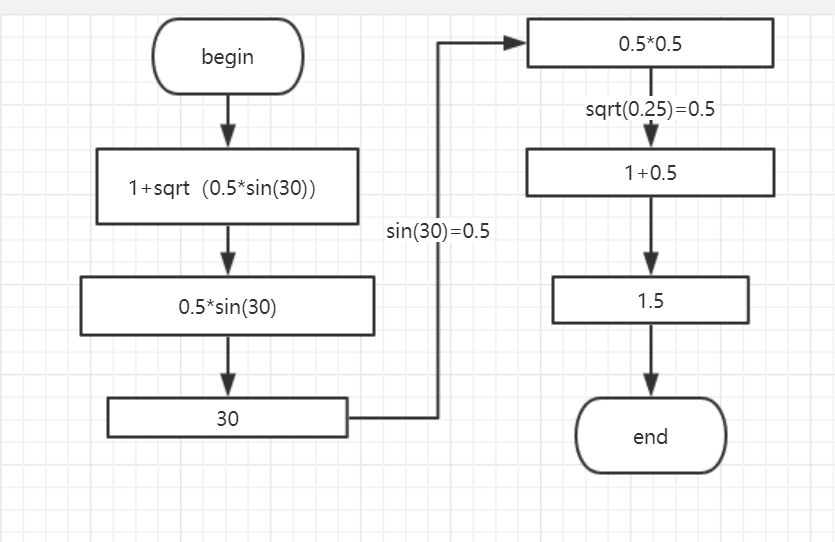 begin
1+sqrt（0.5*sin(30))
0.5*sin(30)
30
sin(30)=0.5
0.5*0.5
sqrt(0.25)=0.5
1+0.5
1.5
end